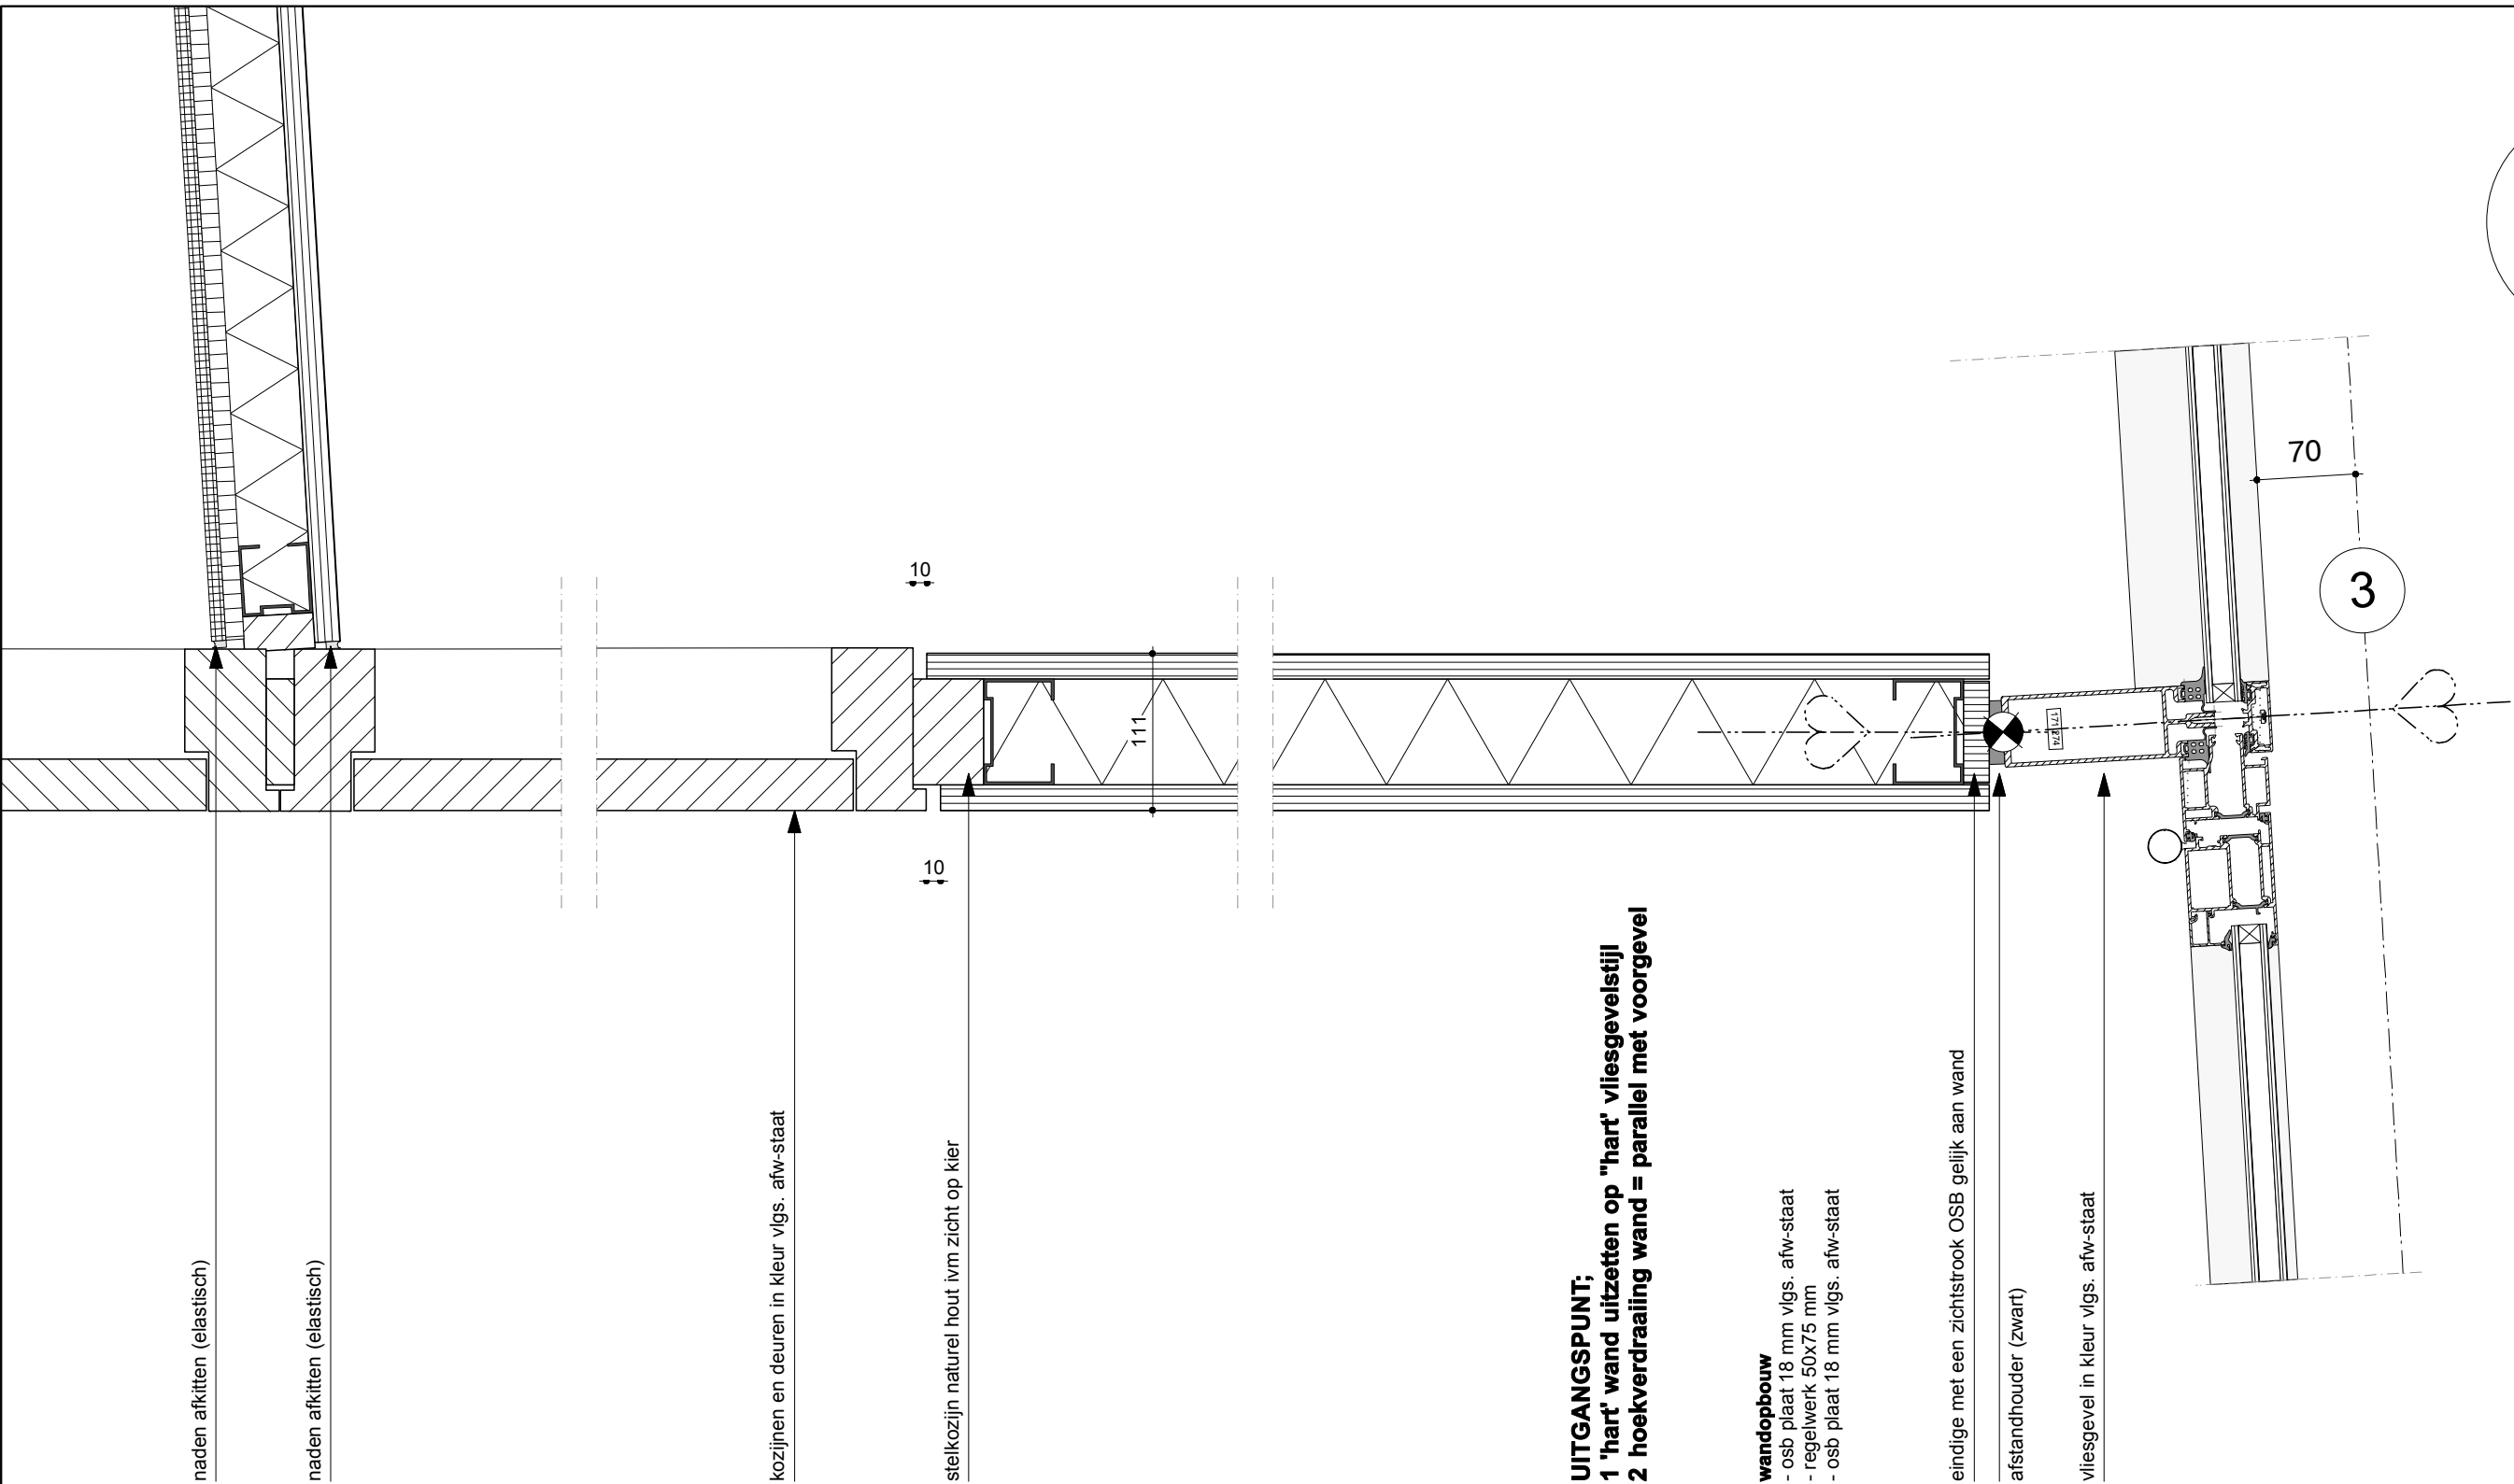 70
3
10
111
10
171274
naden afkitten (elastisch)
naden afkitten (elastisch)
kozijnen en deuren in kleur vlgs. afw-staat
stelkozijn naturel hout ivm zicht op kier
UITGANGSPUNT;
1 'hart' wand uitzetten op "hart' vliesgevelstijl
2 hoekverdraaiing wand = parallel met voorgevel
wandopbouw
- osb plaat 18 mm vlgs. afw-staat
- regelwerk 50x75 mm
- osb plaat 18 mm vlgs. afw-staat
eindige met een zichtstrook OSB gelijk aan wand
afstandhouder (zwart)
vliesgevel in kleur vlgs. afw-staat